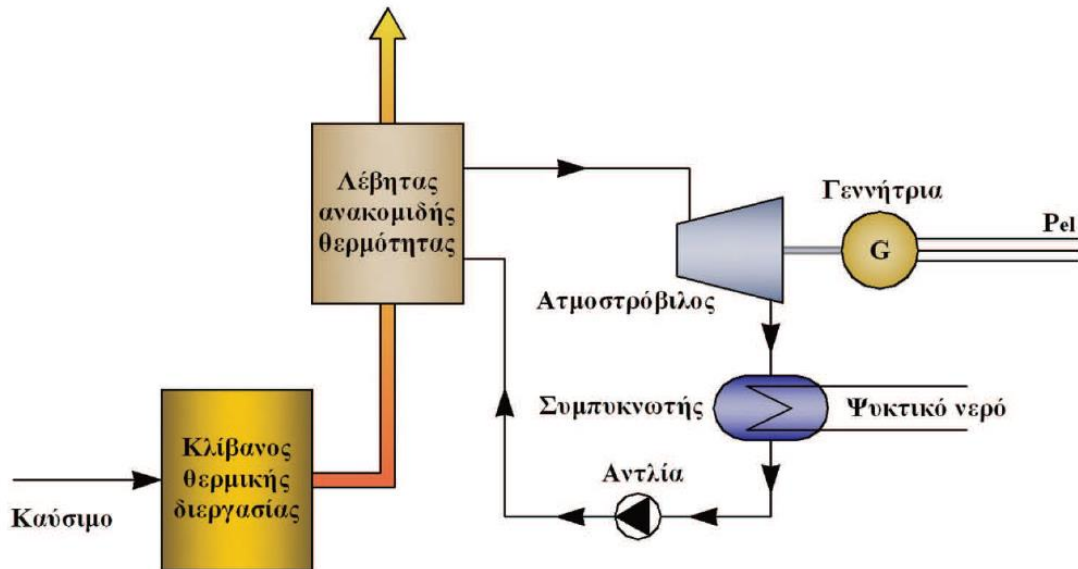 Λέβητας
ανακομιδής
θερμότητας
Γεννήτρια
Pel
G
Ατμοστρόβιλος
Συμπυκνωτής
Ψυκτικό νερό
Κλίβανος
θερμικής
διεργασίας
Αντλία
Καύσιμο